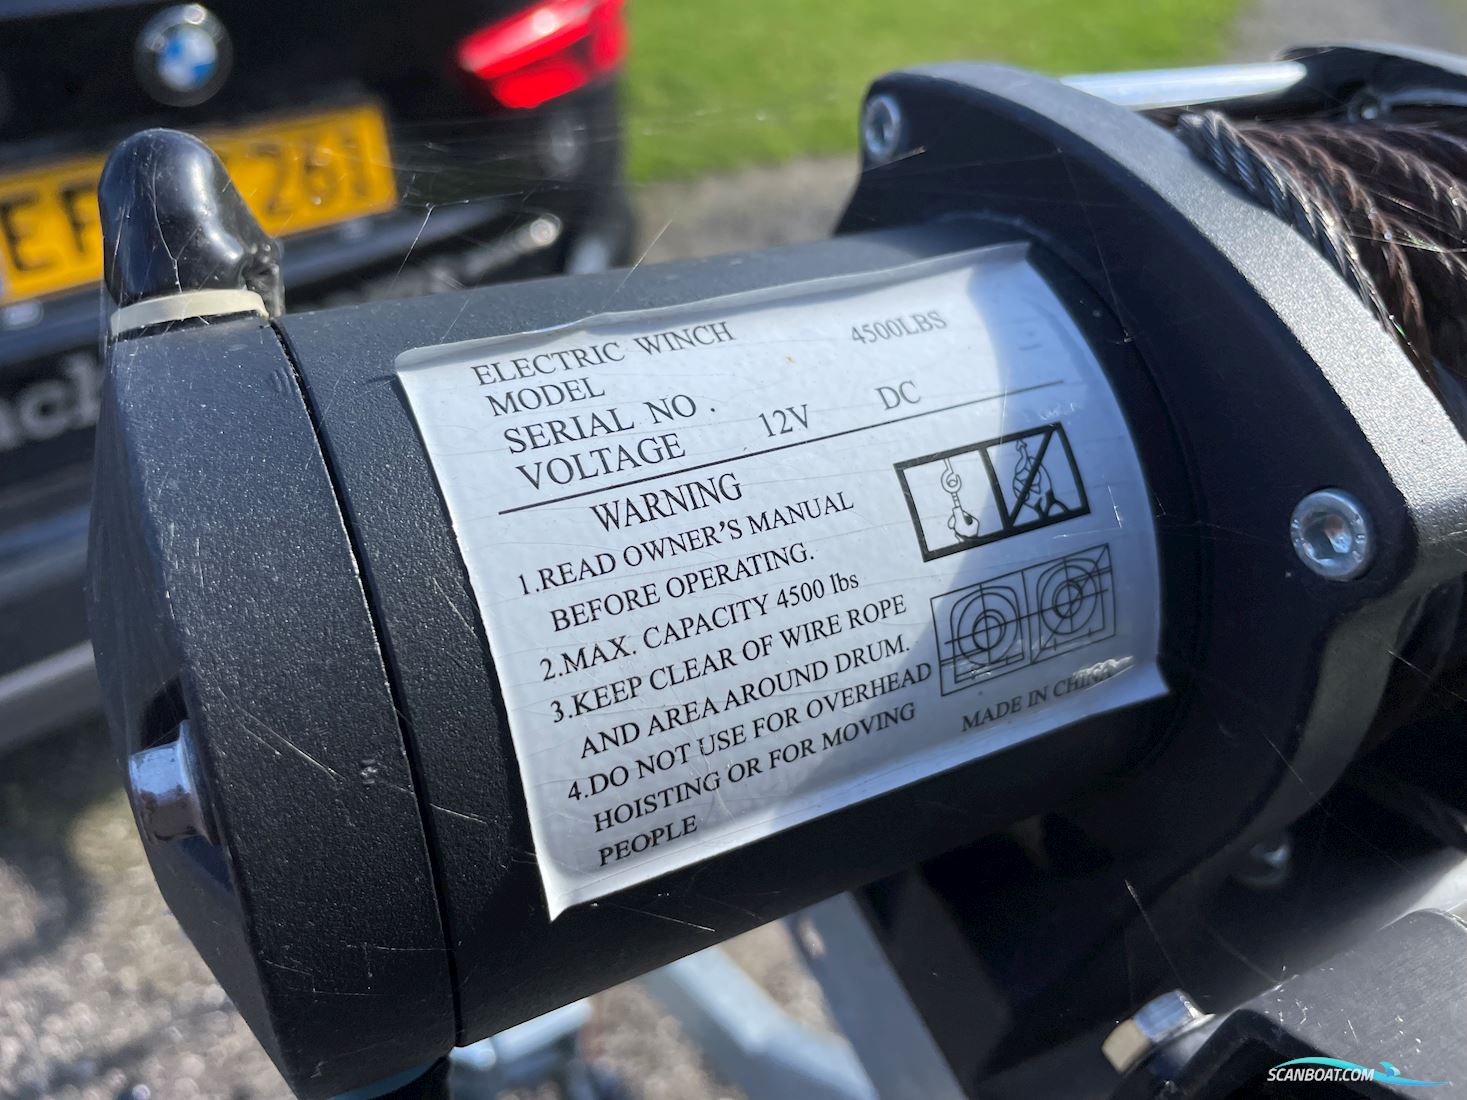 ELECTRIC WINCH
MODEL 4500LBS
SERIAL NO.
VOLTAGE 12V DC
WARNING
1.READ OWNER'S MANUAL
BEFORE OPERATING.
2.MAX. CAPACITY 4500 lbs
3.KEEP CLEAR OF WIRE ROPE
AND AREA AROUND DRUM.
4.DO NOT USE FOR OVERHEAD
HOISTING OR FOR MOVING
PEOPLE
MADE IN CHINA
SCANBOAT.COM